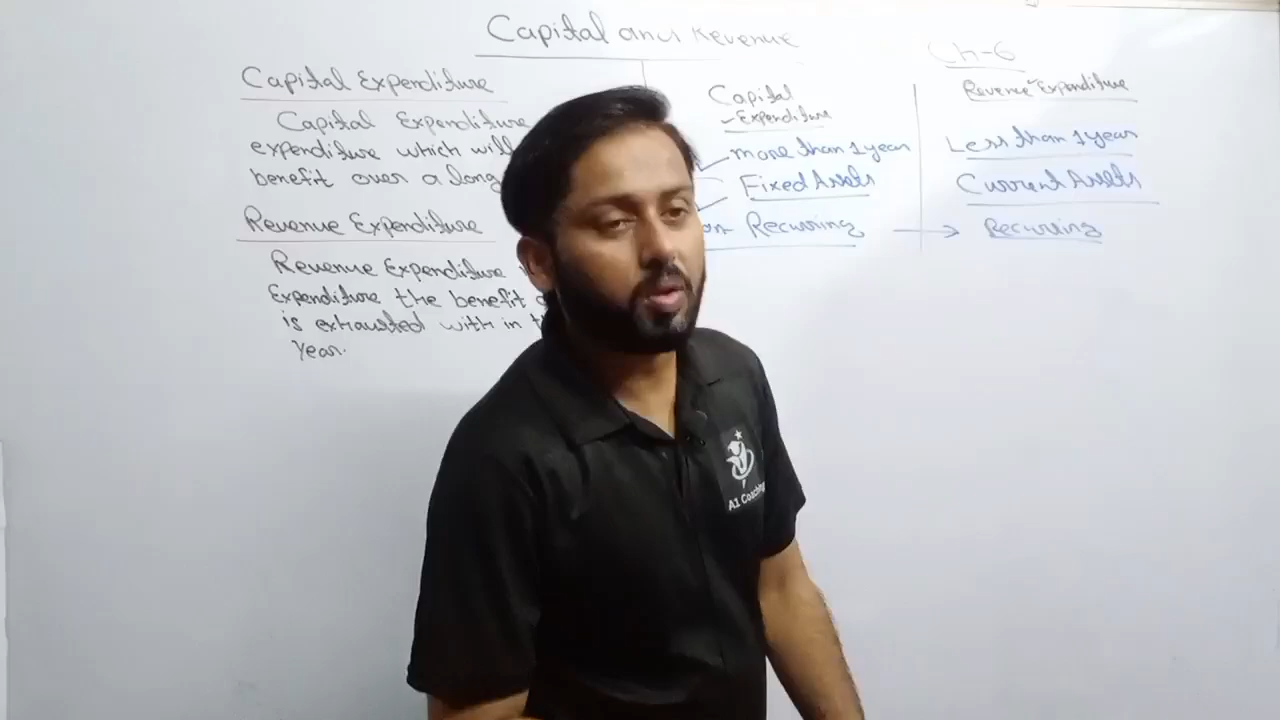 Capital and Revenue
Ch-6
Capital Expenditure
Capital Expenditure
expenditure which will
benefit over a long
Revenue Expenditure
Revenue Expenditure
Expenditure the benefit
is exhausted with in
Year.
Capital
- Expenditure
more than 1 year
Fixed Assets
Recurring
Revenue Expenditure
Less than 1 year
Current Assets
Recurring
A1 Coaching